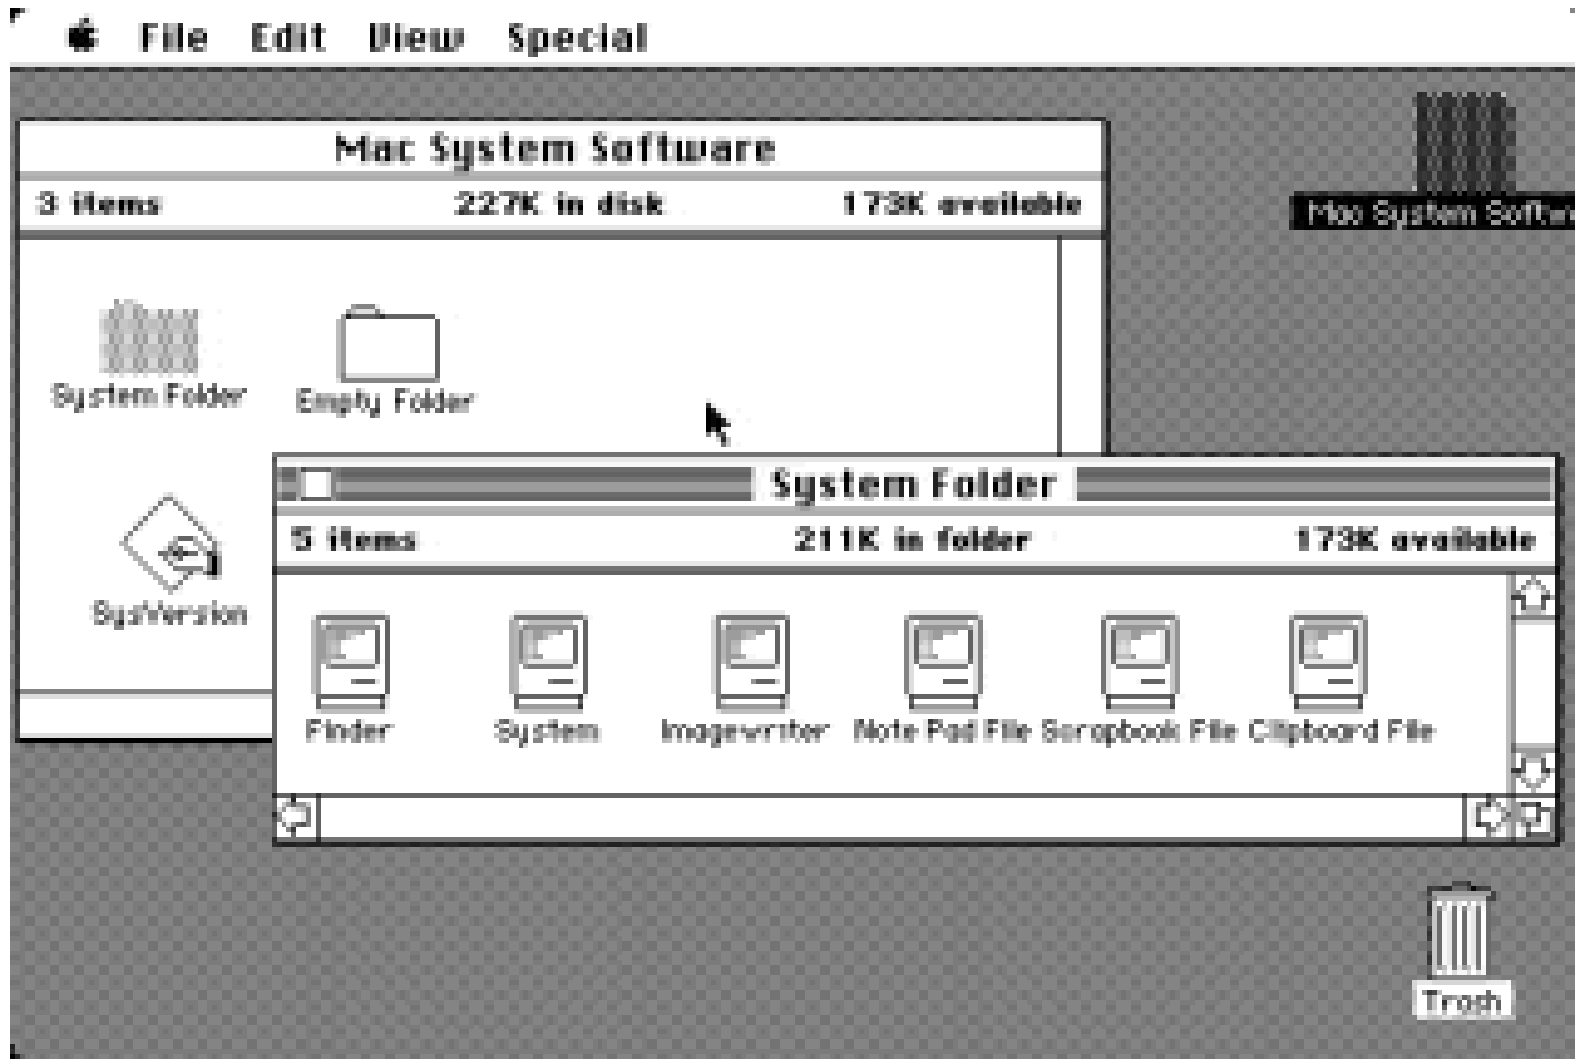 File Edit View Special
Mac System Software
3 items 227K in disk 173K available
Mac System Softw
System Folder
Empty Folder
SysVersion
System Folder
5 items 211K in folder 173K available
Finder
System
Imagewriter
Note Pad File
Scrapbook File
Clipboard File
Trash